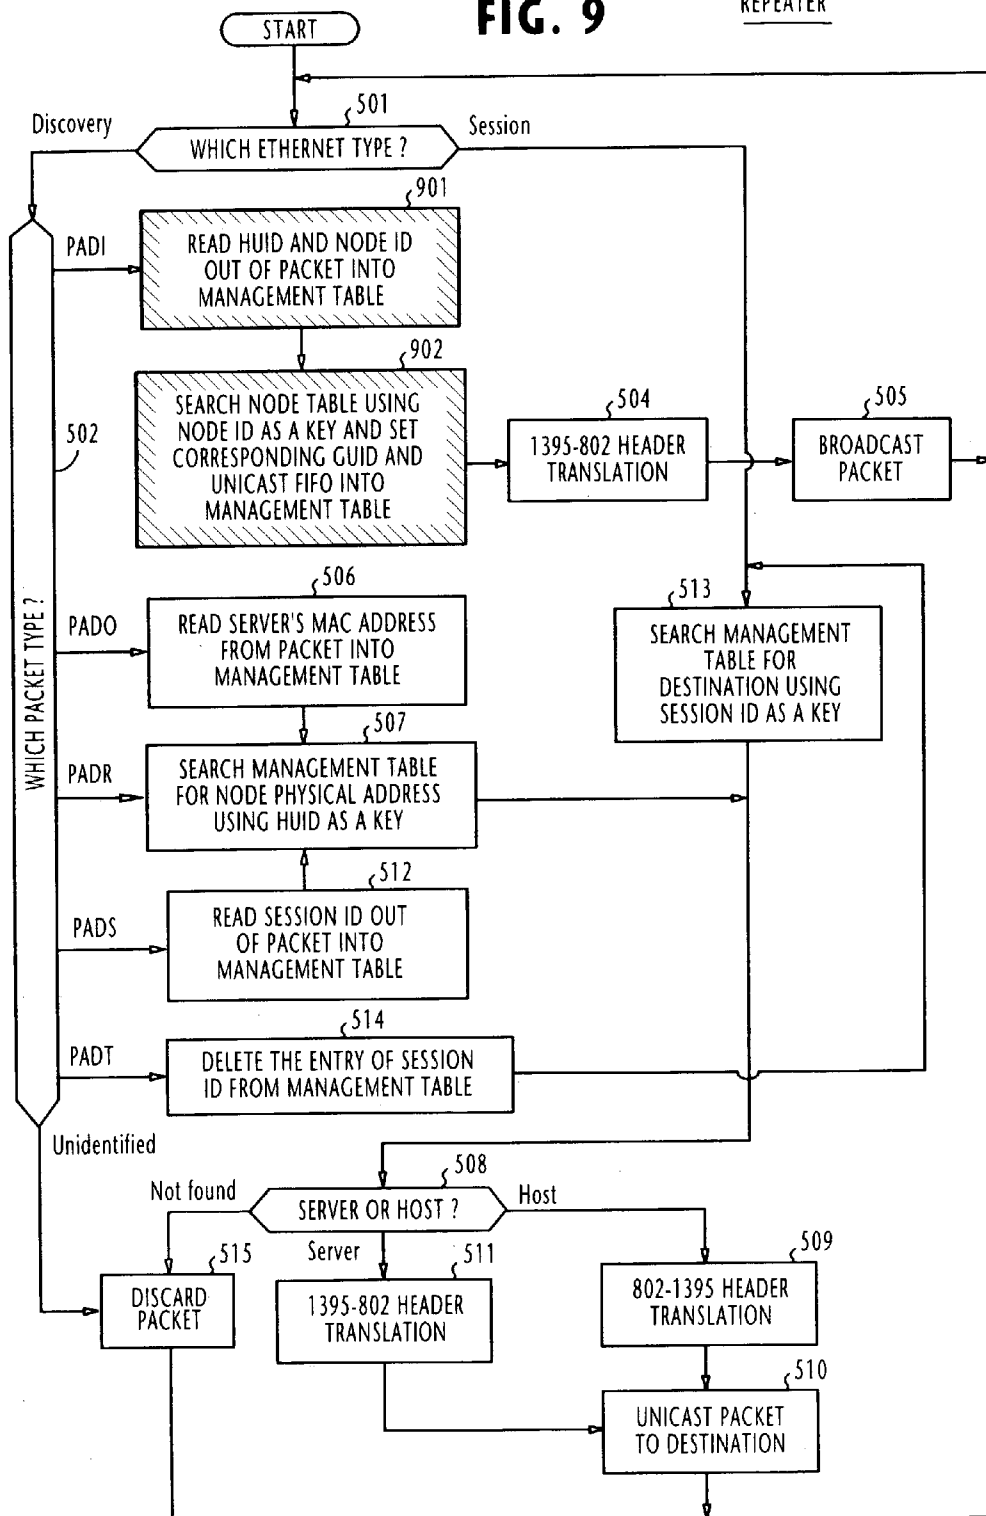 FIG. 9
REPEATER
START
501
Discovery
Session
WHICH ETHERNET TYPE ?
901
PADI
READ HUID AND NODE ID
OUT OF PACKET INTO
MANAGEMENT TABLE
902
SEARCH NODE TABLE USING
NODE ID AS A KEY AND SET
CORRESPONDING GUID AND
UNICAST FIFO INTO
MANAGEMENT TABLE
502
504
1395-802 HEADER
TRANSLATION
505
BROADCAST
PACKET
WHICH PACKET TYPE ?
506
PADO
READ SERVER'S MAC ADDRESS
FROM PACKET INTO
MANAGEMENT TABLE
513
SEARCH MANAGEMENT
TABLE FOR
DESTINATION USING
SESSION ID AS A KEY
507
PADR
SEARCH MANAGEMENT TABLE
FOR NODE PHYSICAL ADDRESS
USING HUID AS A KEY
512
PADS
READ SESSION ID OUT
OF PACKET INTO
MANAGEMENT TABLE
514
PADT
DELETE THE ENTRY OF SESSION
ID FROM MANAGEMENT TABLE
Unidentified
508
Not found
SERVER OR HOST ?
Host
Server
515
DISCARD
PACKET
511
1395-802 HEADER
TRANSLATION
509
802-1395 HEADER
TRANSLATION
510
UNICAST PACKET
TO DESTINATION